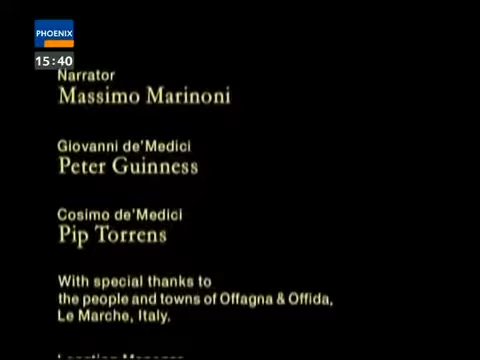 PHOENIX
15:40
Narrator
Massimo Marinoni
Giovanni de'Medici
Peter Guinness
Cosimo de'Medici
Pip Torrens
With special thanks to
the people and towns of Offagna & Offida,
Le Marche, Italy.